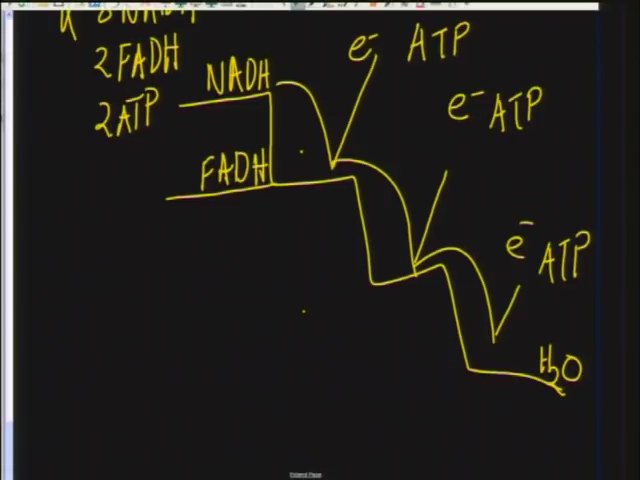 2FADH
2ATP
NADH
FADH
e- ATP
e- ATP
e- ATP
H2O